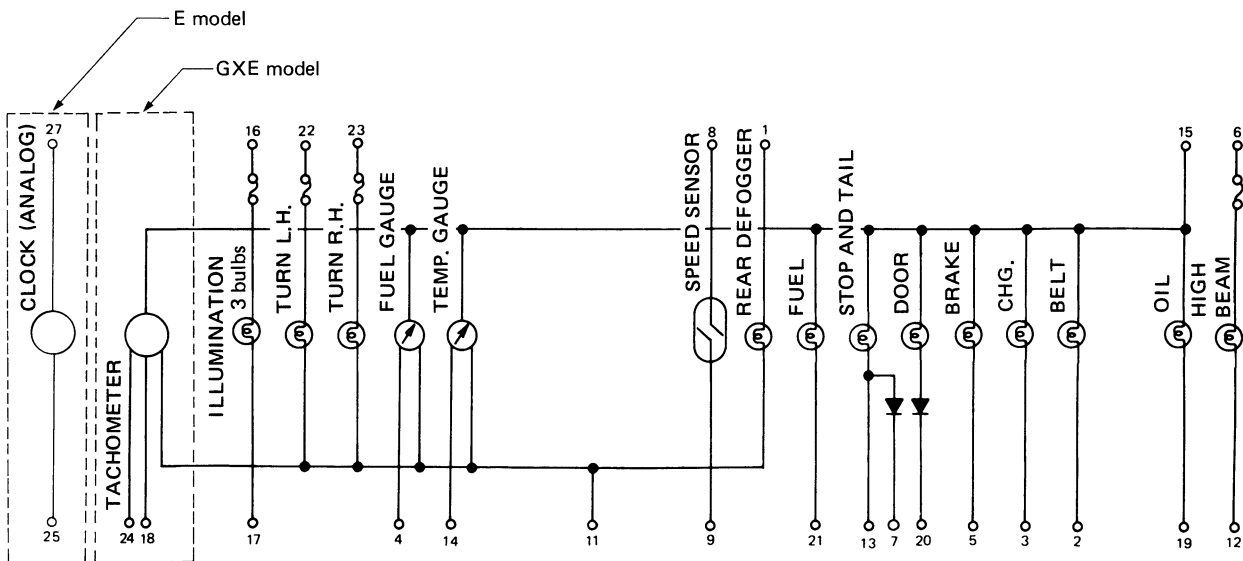 E model
GXE model
27
16
22
23
8
1
15
6
CLOCK (ANALOG)
TACHOMETER
ILLUMINATION
3 bulbs
TURN L.H.
TURN R.H.
FUEL GAUGE
TEMP. GAUGE
SPEED SENSOR
REAR DEFOGGER
FUEL
STOP AND TAIL
DOOR
BRAKE
CHG.
BELT
OIL
HIGH
BEAM
25
24
18
17
4
14
11
9
21
13
7
20
5
3
2
19
12